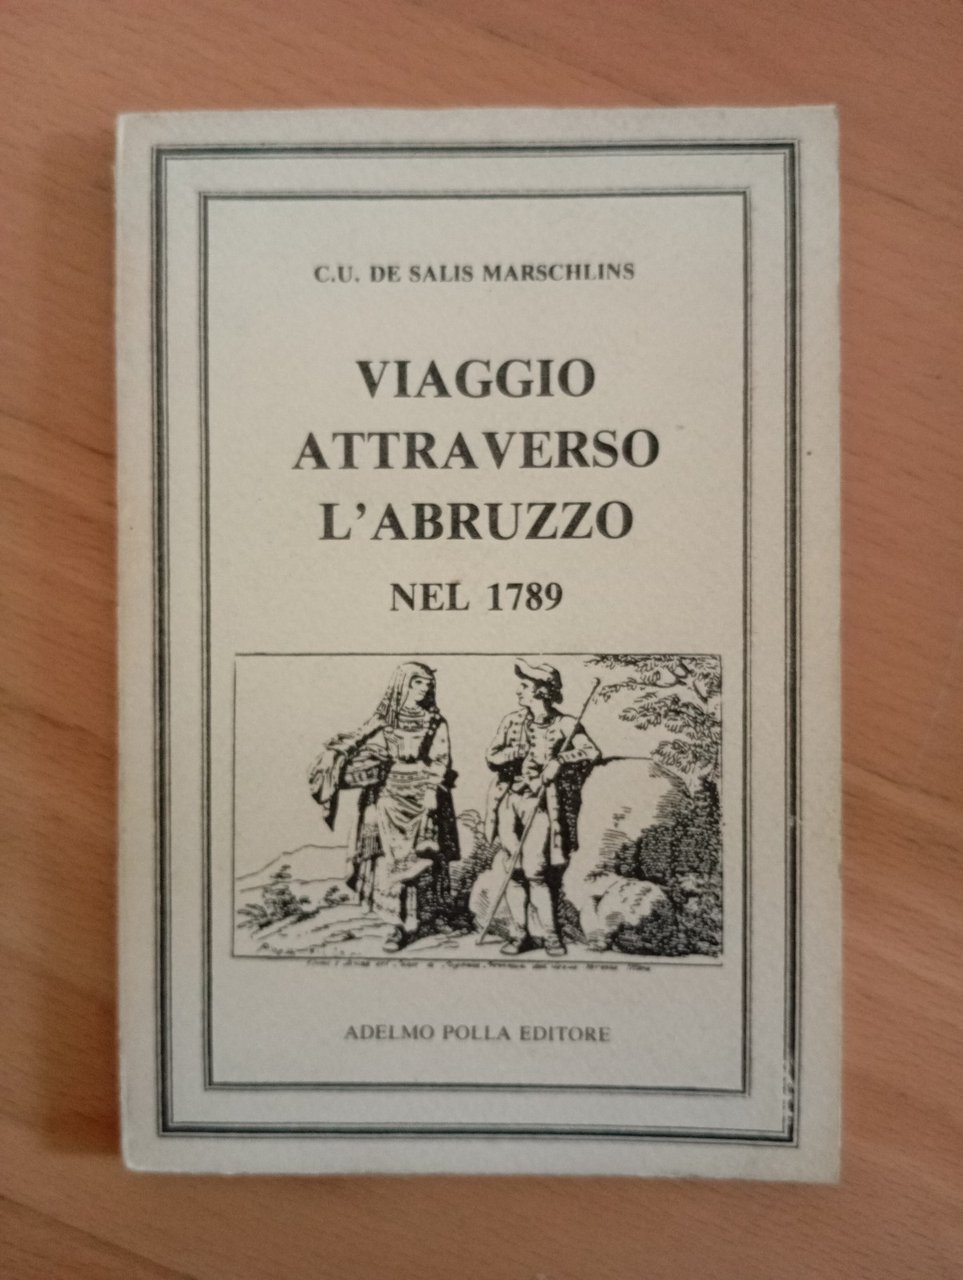 C.U. DE SALIS MARSCHLINS
VIAGGIO
ATTRAVERSO
L'ABRUZZO
NEL 1789
ADELMO POLLA EDITORE